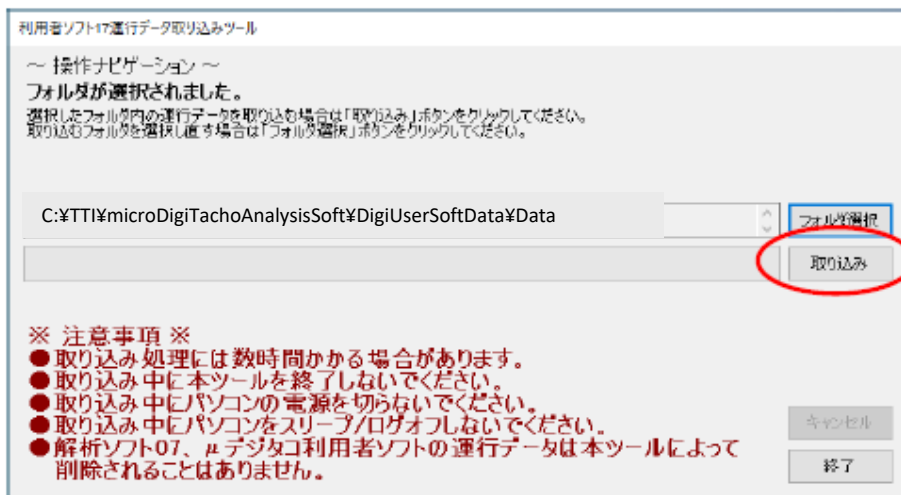 利用者ソフト17運行データ取り込みツール
～ 操作ナビゲーション ～
フォルダが選択されました。
選択したフォルダ内の運行データを取り込む場合は「取り込み」ボタンをクリックしてください。
取り込むフォルダを選択し直す場合は「フォルダ選択」ボタンをクリックしてください。
C:¥TTI¥microDigiTachoAnalysisSoft¥DigiUserSoftData¥Data
フォルダ選択
取り込み
※ 注意事項 ※
●取り込み処理には数時間かかる場合があります。
●取り込み中に本ツールを終了しないでください。
●取り込み中にパソコンの電源を切らないでください。
●取り込み中にパソコンをスリープ/ログオフしないでください。
●解析ソフト07、μデジタコ利用者ソフトの運行データは本ツールによって
削除されることはありません。
キャンセル
終了